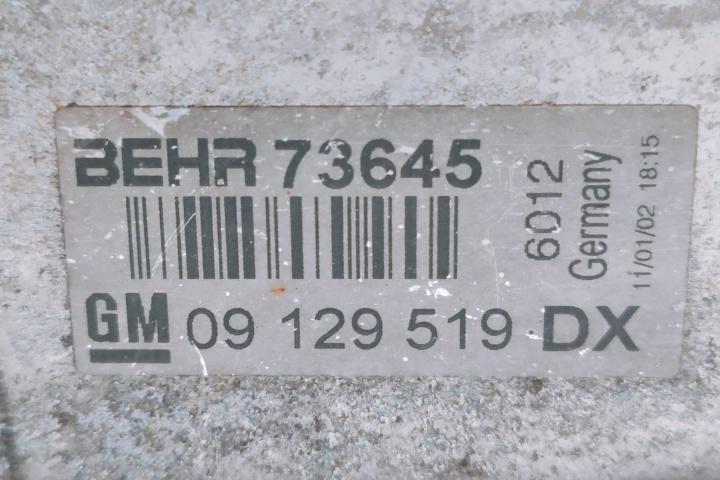 BEHR 73645
GM 09 129 519 DX
6012
Germany
11/01/02 18:15